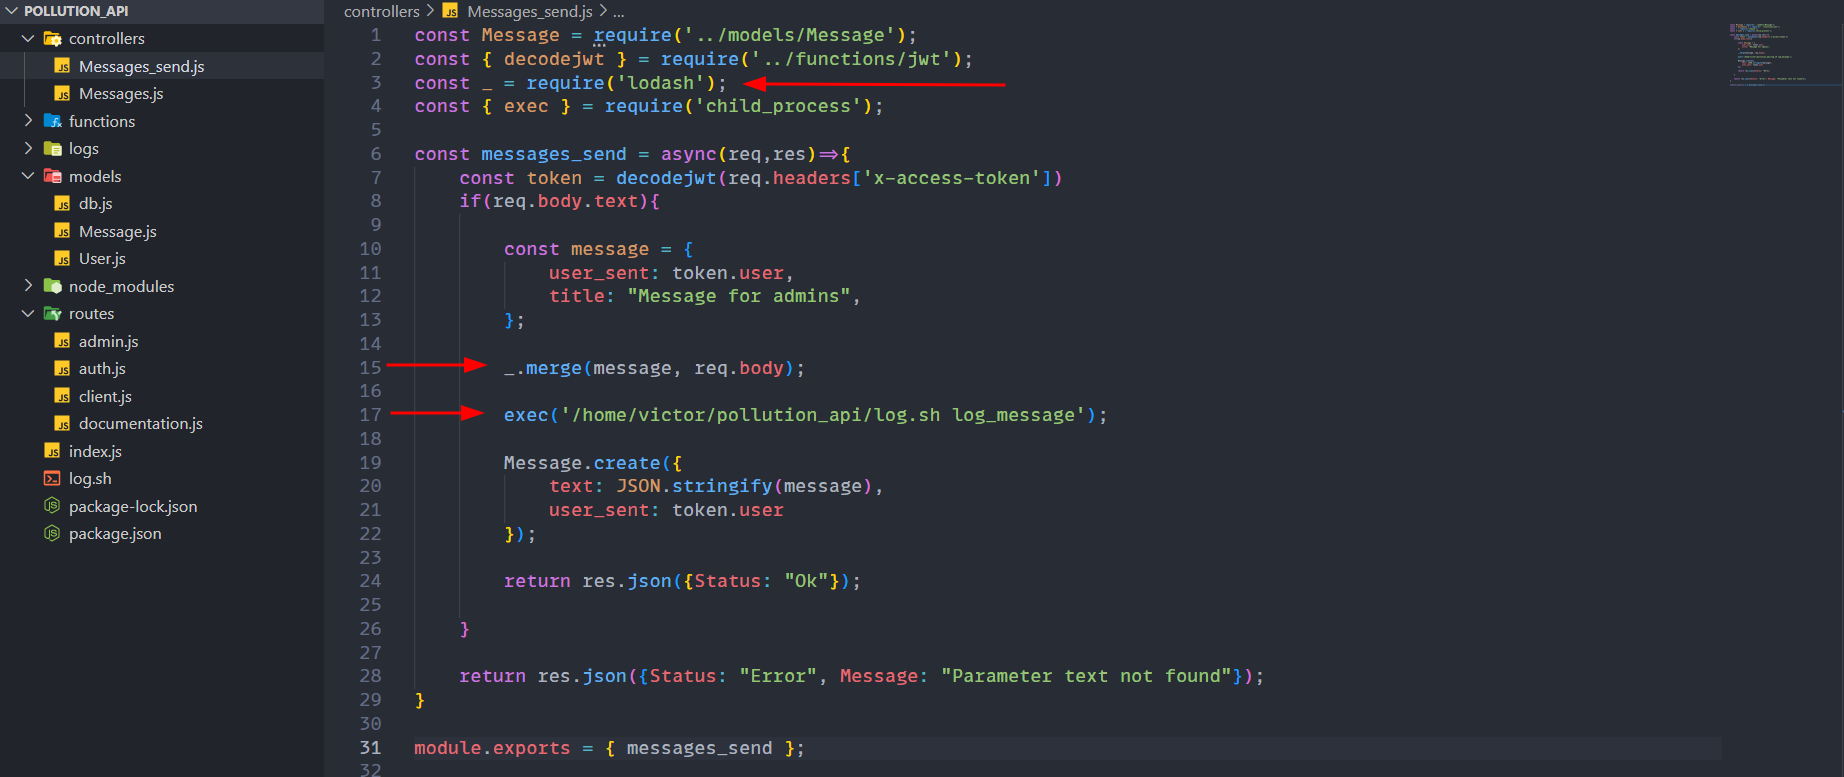 POLLUTION_API
controllers
Messages_send.js
Messages.js
functions
logs
models
db.js
Message.js
User.js
node_modules
routes
admin.js
auth.js
client.js
documentation.js
index.js
log.sh
package-lock.json
package.json
controllers > Messages_send.js > ...
1 const Message = require('../models/Message');
2 const { decodejwt } = require('../functions/jwt');
3 const _ = require('lodash');
4 const { exec } = require('child_process');
5
6 const messages_send = async(req,res)=>{
7     const token = decodejwt(req.headers['x-access-token'])
8     if(req.body.text){
9
10         const message = {
11             user_sent: token.user,
12             title: "Message for admins",
13         };
14
15         _.merge(message, req.body);
16
17         exec('/home/victor/pollution_api/log.sh log_message');
18
19         Message.create({
20             text: JSON.stringify(message),
21             user_sent: token.user
22         });
23
24         return res.json({Status: "Ok"});
25
26     }
27
28     return res.json({Status: "Error", Message: "Parameter text not found"});
29 }
30
31 module.exports = { messages_send };
32